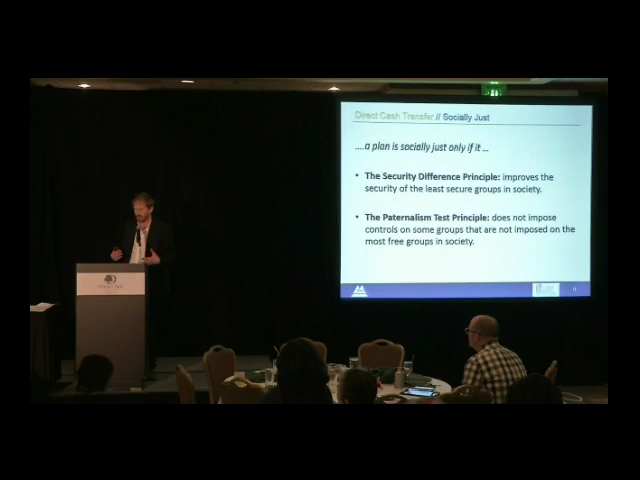 Direct Cash Transfer // Socially Just
....a plan is socially just only if it ...
• The Security Difference Principle: improves the
security of the least secure groups in society.
• The Paternalism Test Principle: does not impose
controls on some groups that are not imposed on the
most free groups in society.